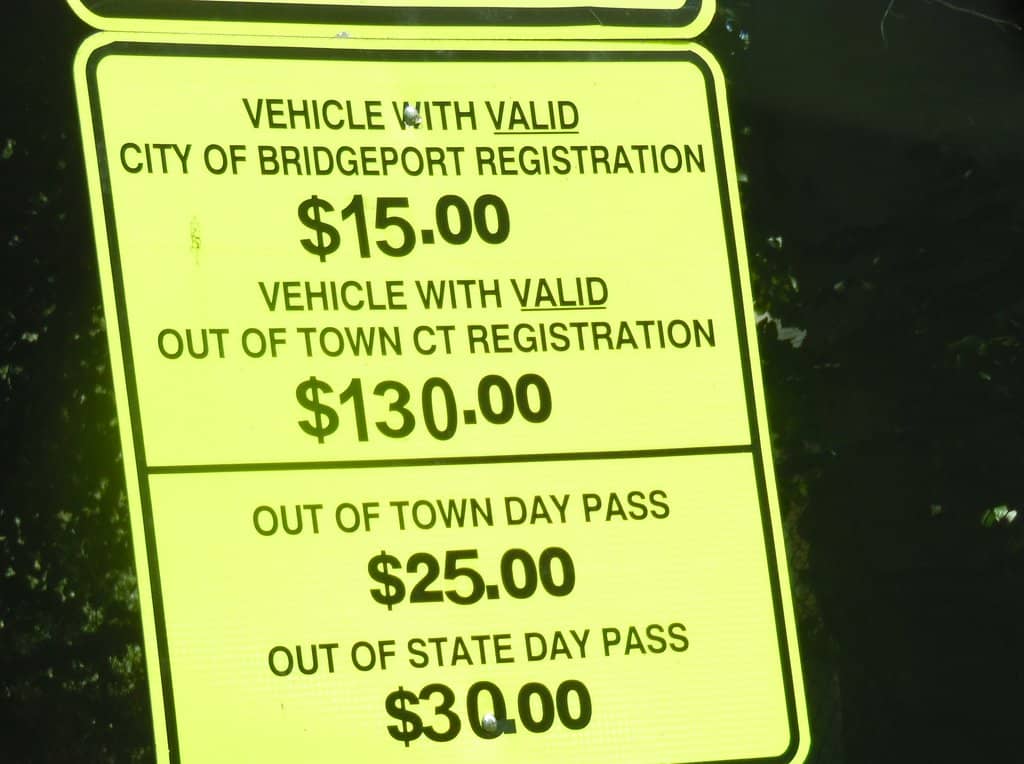 VEHICLE WITH VALID
CITY OF BRIDGEPORT REGISTRATION
$15.00
VEHICLE WITH VALID
OUT OF TOWN CT REGISTRATION
$130.00
OUT OF TOWN DAY PASS
$25.00
OUT OF STATE DAY PASS
$30.00